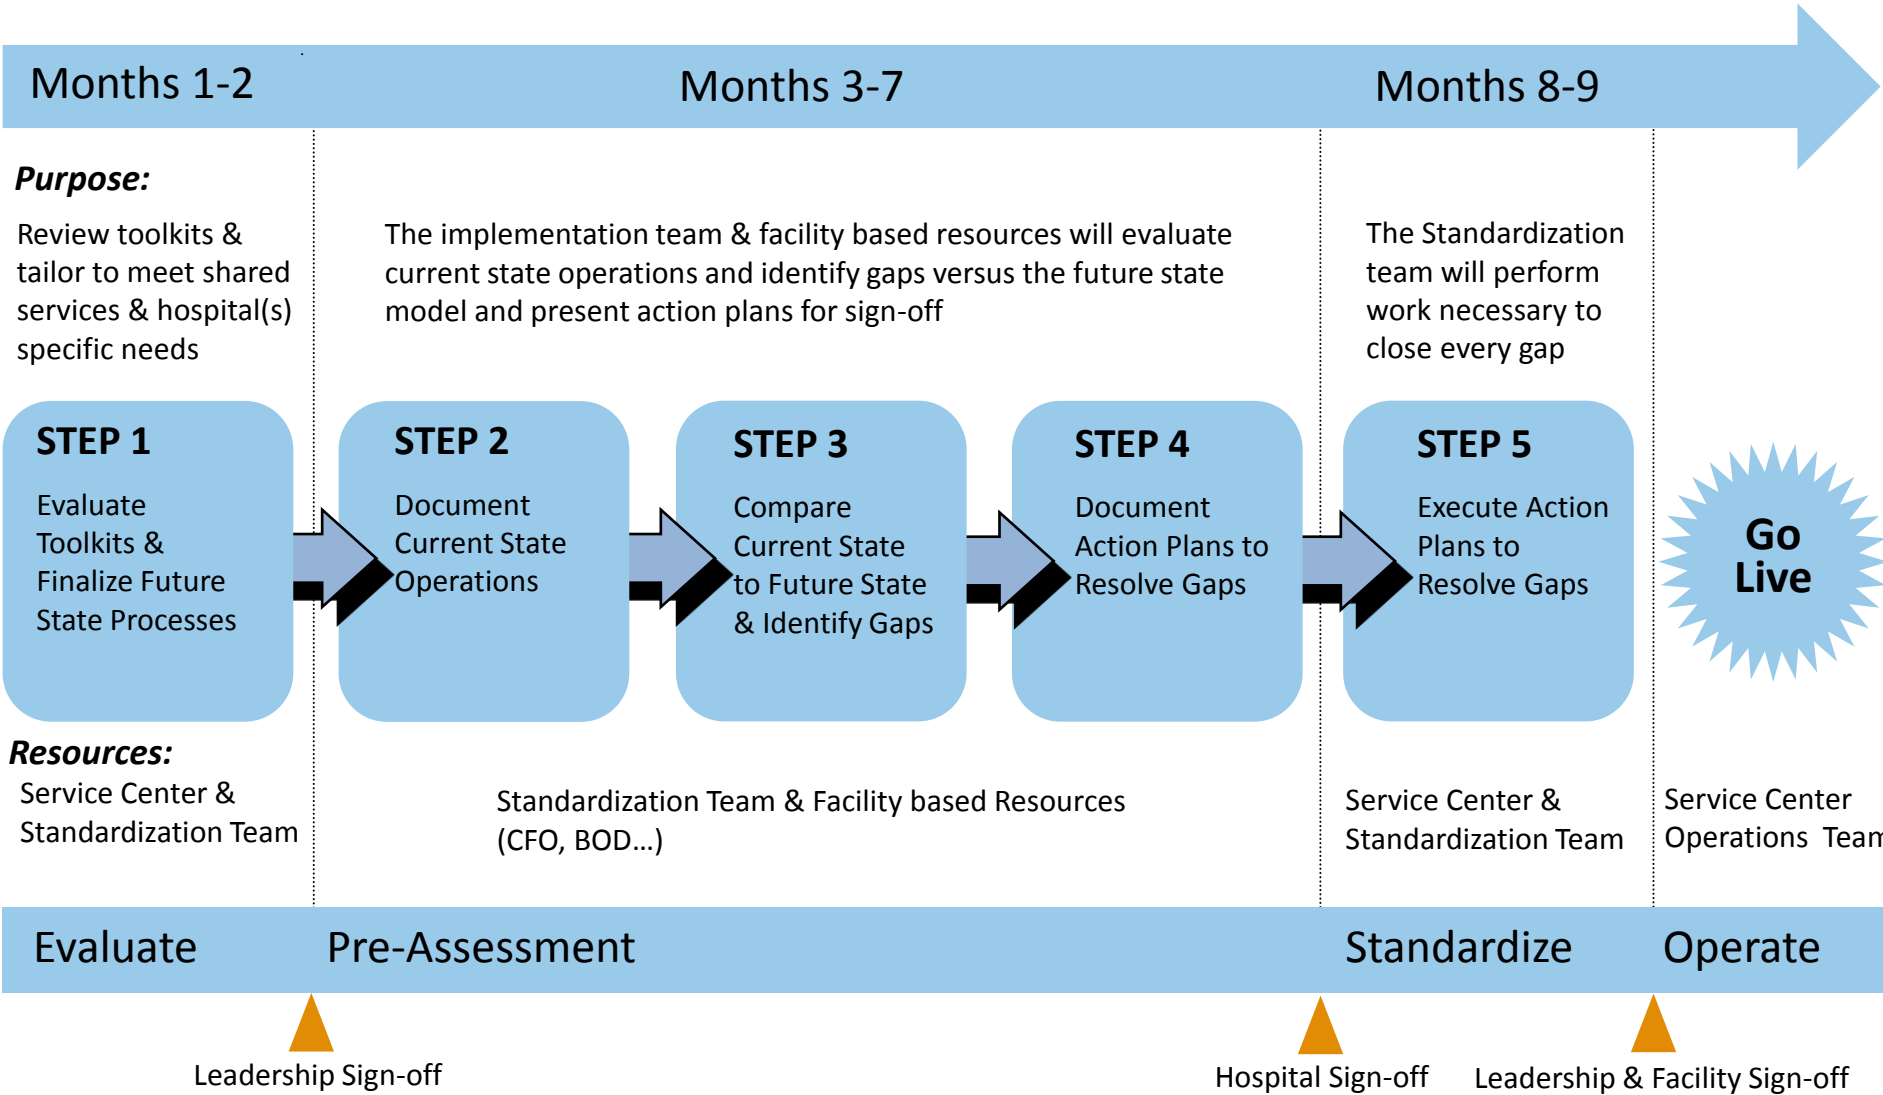 Months 1-2
Months 3-7
Months 8-9
Purpose:
Review toolkits &
tailor to meet shared
services & hospital(s)
specific needs
The implementation team & facility based resources will evaluate
current state operations and identify gaps versus the future state
model and present action plans for sign-off
The Standardization
team will perform
work necessary to
close every gap
STEP 1
Evaluate
Toolkits &
Finalize Future
State Processes
STEP 2
Document
Current State
Operations
STEP 3
Compare
Current State
to Future State
& Identify Gaps
STEP 4
Document
Action Plans to
Resolve Gaps
STEP 5
Execute Action
Plans to
Resolve Gaps
Go
Live
Resources:
Service Center &
Standardization Team
Standardization Team & Facility based Resources
(CFO, BOD…)
Service Center &
Standardization Team
Service Center
Operations Team
Evaluate
Pre-Assessment
Standardize
Operate
Leadership Sign-off
Hospital Sign-off
Leadership & Facility Sign-off